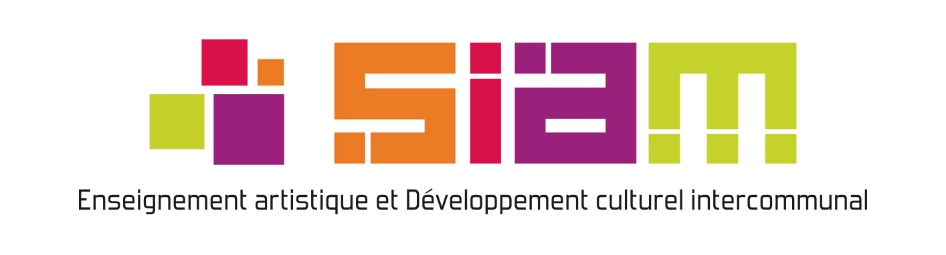 siam
Enseignement artistique et Développement culturel intercommunal